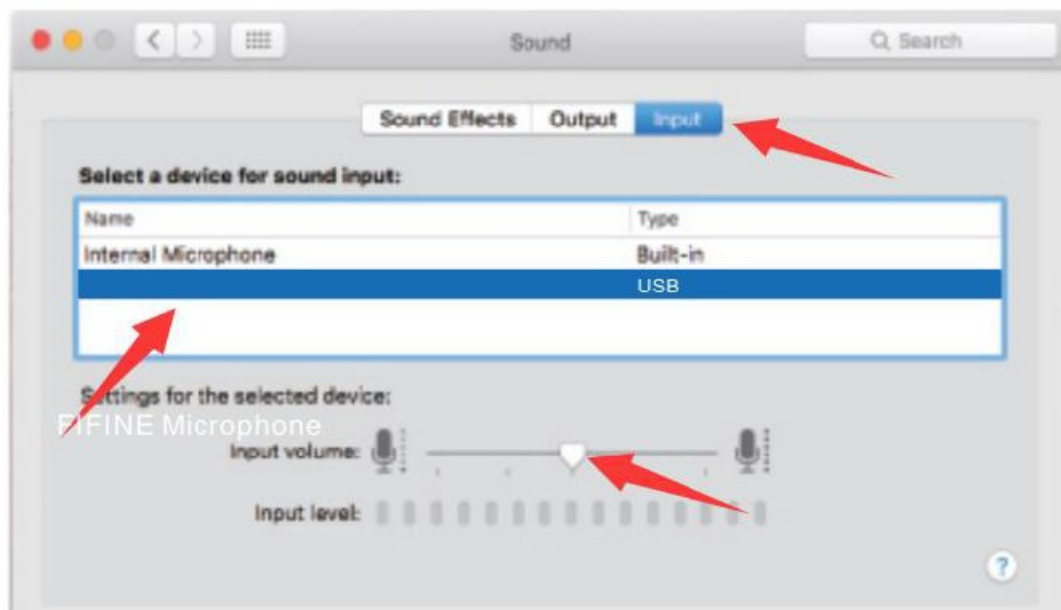 Sound
Search
Sound Effects Output Input
Select a device for sound input:
Name Type
Internal Microphone Built-in
USB
Settings for the selected device:
FIFINE Microphone
Input volume:
Input level:
?